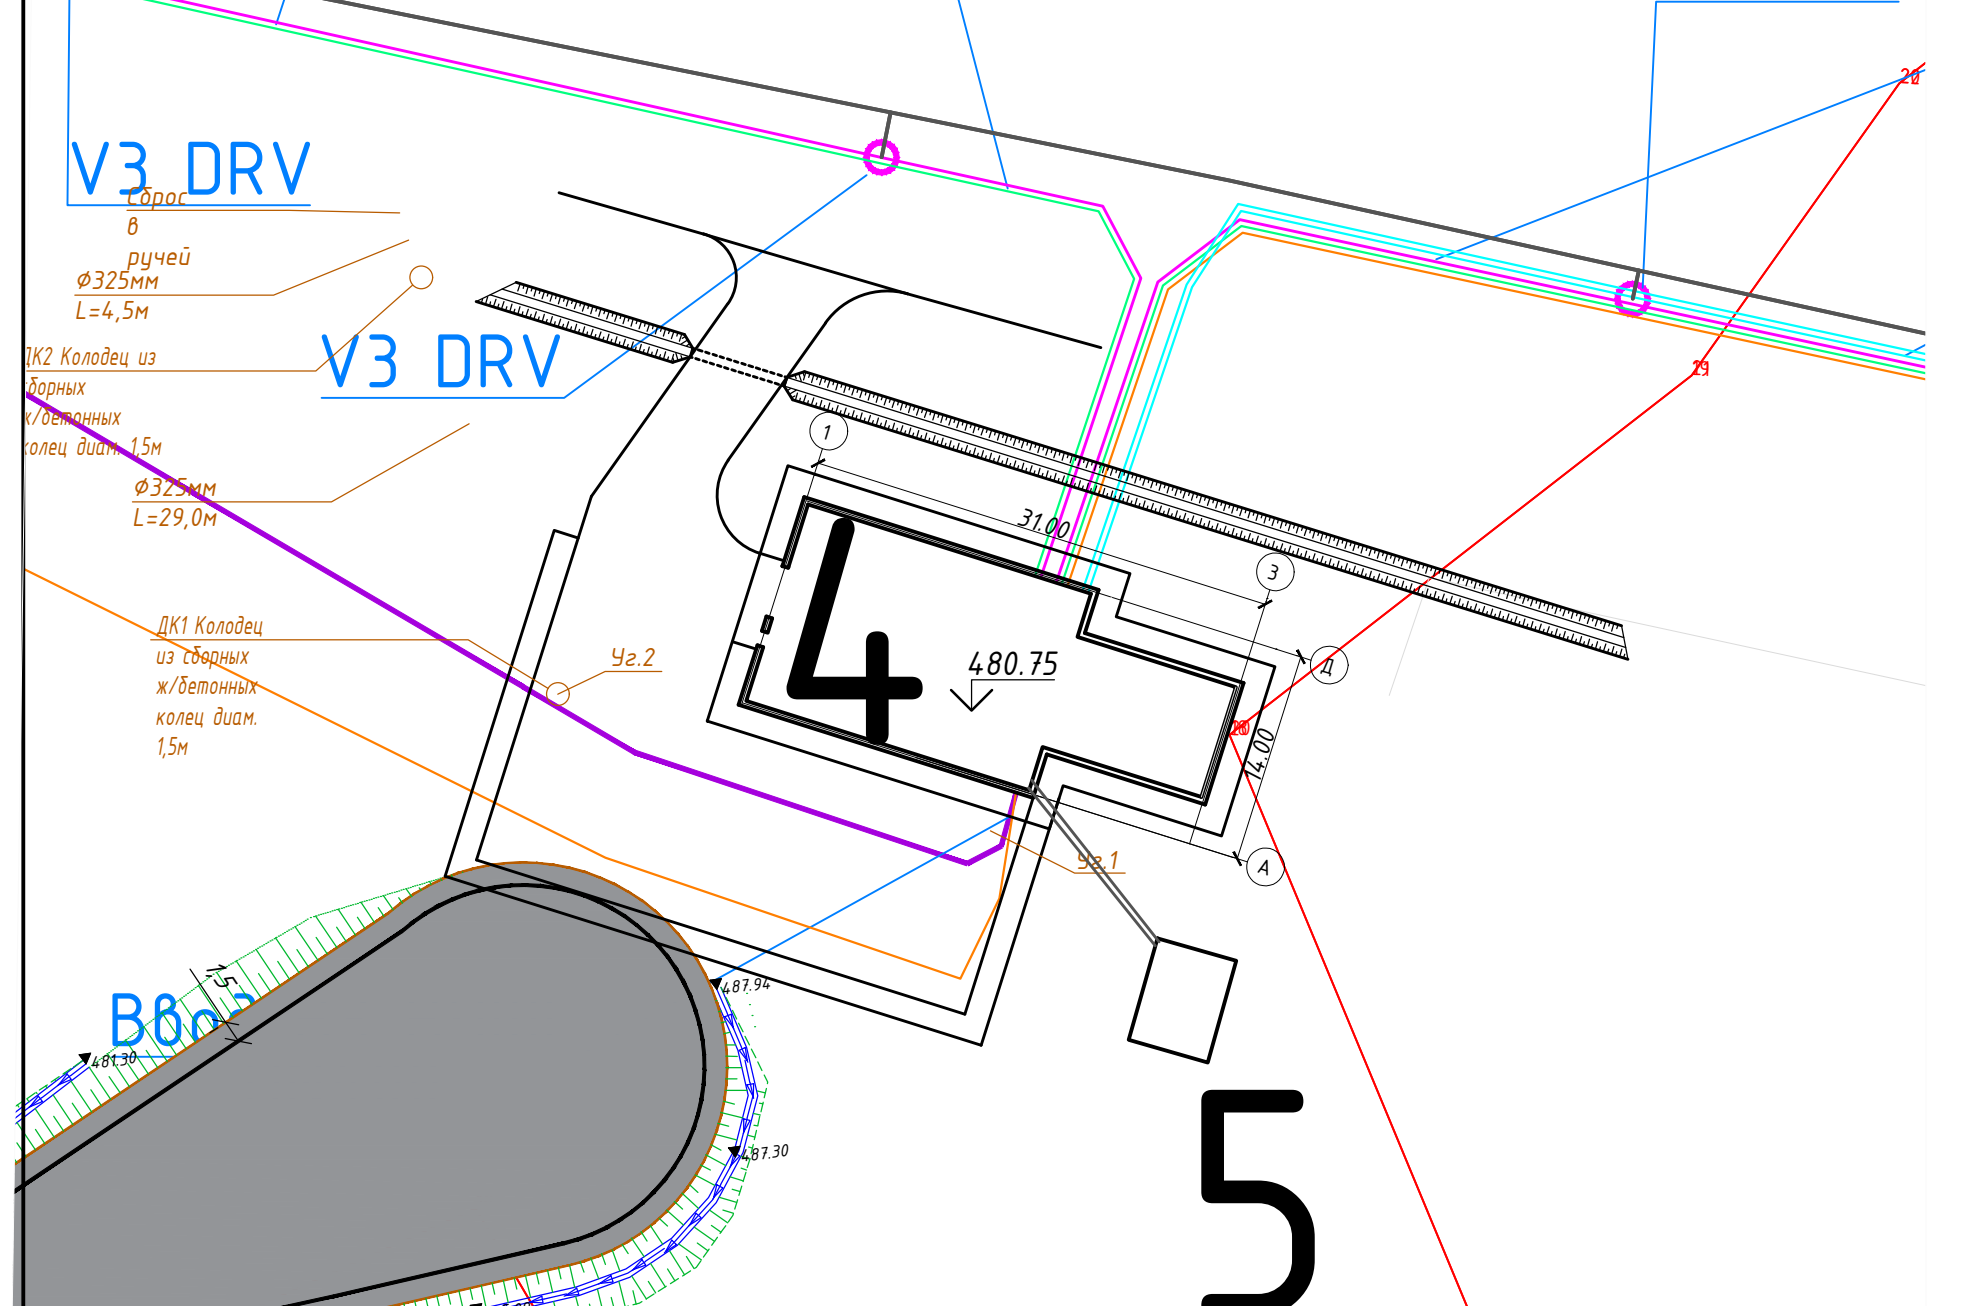 20
V3 DRV
Сброс
в
ручей
Ф325мм
L=4,5м
V3 DRV
ДК2 Колодец из
сборных
ж/бетонных
колец диам. 1,5м
19
1
Ф325мм
L=29,0м
31.00
3
ДК1 Колодец
из сборных
ж/бетонных
колец диам.
1,5м
Уг.2
4
480.75
Д
14.00
Уг.1
А
1,5
487.94
Ввод
481.30
487.30
5